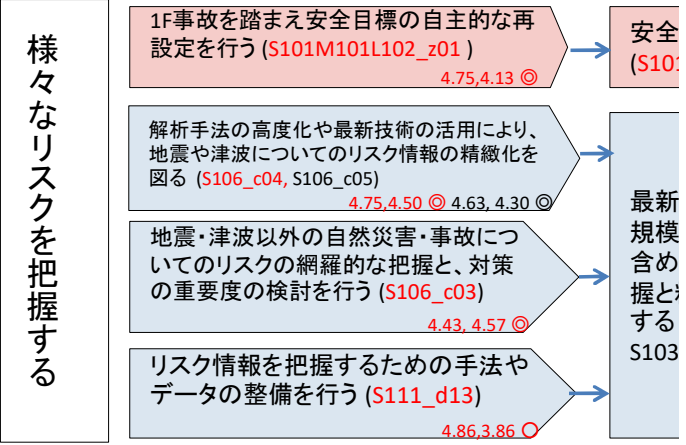 様々なリスクを把握する
1F事故を踏まえ安全目標の自主的な再
設定を行う(S101M101L102_z01 )
4.75,4.13 ◎
解析手法の高度化や最新技術の活用により、
地震や津波についてのリスク情報の精緻化を
図る (S106_c04, S106_c05)
4.75,4.50 ◎ 4.63, 4.30 ◎
地震・津波以外の自然災害・事故につ
いてのリスクの網羅的な把握と、対策
の重要度の検討を行う (S106_c03)
4.43, 4.57 ◎
リスク情報を把握するための手法や
データの整備を行う (S111_d13)
4.86,3.86 〇
安全
(S101
最新
規模
含め
握と
する
S103